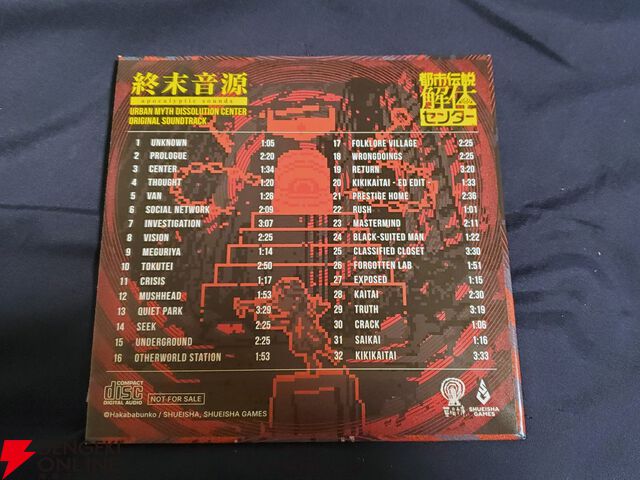 終末音源
apocalyptic sounds
URBAN MYTH DISSOLUTION CENTER
ORIGINAL SOUNDTRACK
都市伝説
解体
センター
1 UNKNOWN 1:05
2 PROLOGUE 2:20
3 CENTER 1:34
4 THOUGHT 1:20
5 VAN 1:26
6 SOCIAL NETWORK 2:09
7 INVESTIGATION 3:07
8 VISION 2:25
9 MEGURIYA 1:14
10 TOKUTEI 2:50
11 CRISIS 1:17
12 MUSHHEAD 1:53
13 QUIET PARK 3:29
14 SEEK 2:25
15 UNDERGROUND 2:25
16 OTHERWORLD STATION 1:53
17 FOLKLORE VILLAGE 2:25
18 WRONGDOINGS 2:25
19 RETURN 3:20
20 KIKIKAITAI - ED EDIT 1:33
21 PRESTIGE HOME 2:36
22 RUSH 1:01
23 MASTERMIND 2:11
24 BLACK-SUITED MAN 1:22
25 CLASSIFIED CLOSET 3:30
26 FORGOTTEN LAB 1:51
27 EXPOSED 1:15
28 KAITAI 2:30
29 TRUTH 3:19
30 CRACK 1:06
31 SAIKAI 1:16
32 KIKIKAITAI 3:33
COMPACT
disc
DIGITAL AUDIO
NOT FOR SALE
©Hakababunko / SHUEISHA, SHUEISHA GAMES
SHUEISHA
GAMES
DENGEKI
ONLINE